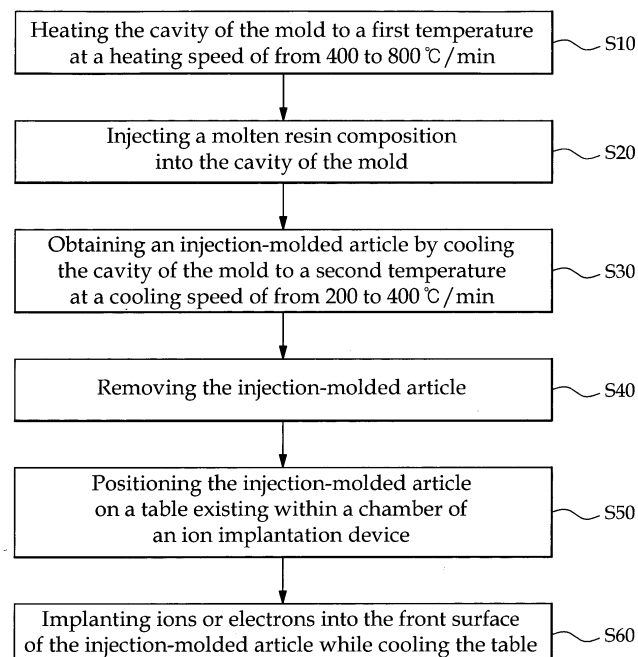 Heating the cavity of the mold to a first temperature
at a heating speed of from 400 to 800℃/min
S10
Injecting a molten resin composition
into the cavity of the mold
S20
Obtaining an injection-molded article by cooling
the cavity of the mold to a second temperature
at a cooling speed of from 200 to 400℃/min
S30
Removing the injection-molded article
S40
Positioning the injection-molded article
on a table existing within a chamber of
an ion implantation device
S50
Implanting ions or electrons into the front surface
of the injection-molded article while cooling the table
S60